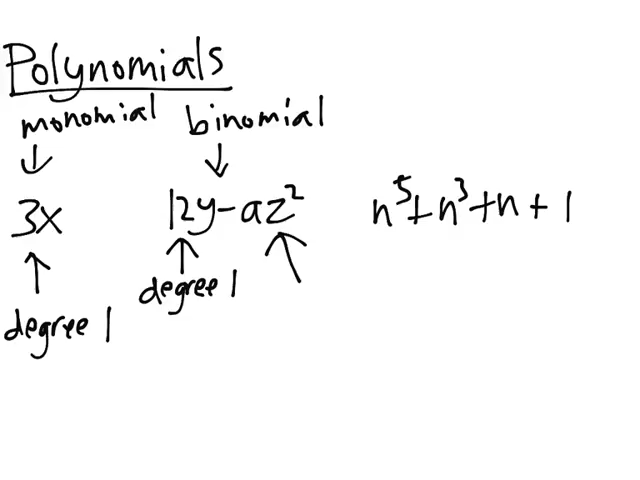 Polynomials
monomial binomial
3x 12y-az² n⁵+n³+n+1
degree 1 degree 1